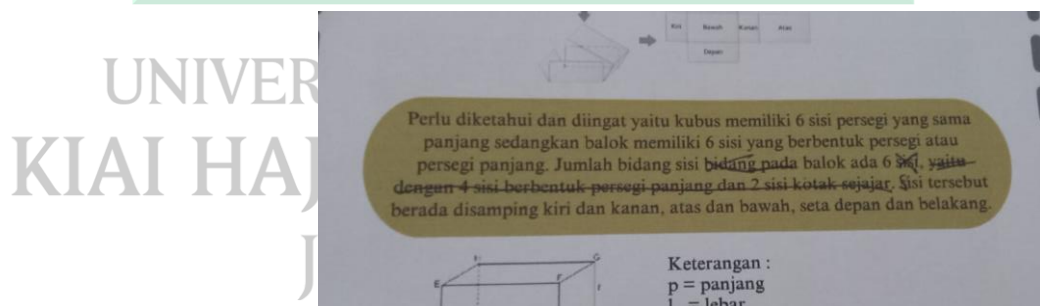 UNIVER
KIAI HAJ
J
Kiri Bawah Kanan Atas
Depan
Perlu diketahui dan diingat yaitu kubus memiliki 6 sisi persegi yang sama
panjang sedangkan balok memiliki 6 sisi yang berbentuk persegi atau
persegi panjang. Jumlah bidang sisi bidang pada balok ada 6 sisi, yaitu
dengan 4 sisi berbentuk persegi panjang dan 2 sisi kotak sejajar. Sisi tersebut
berada disamping kiri dan kanan, atas dan bawah, seta depan dan belakang.
H G
E F
Keterangan :
p = panjang
l = lebar